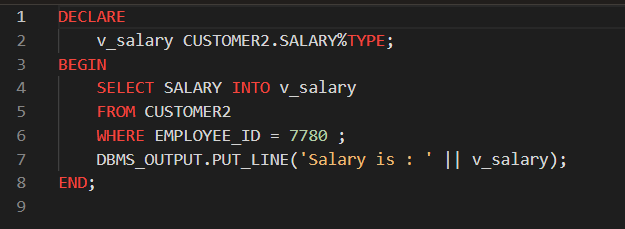 1 DECLARE
2 v_salary CUSTOMER2.SALARY%TYPE;
3 BEGIN
4 SELECT SALARY INTO v_salary
5 FROM CUSTOMER2
6 WHERE EMPLOYEE_ID = 7780 ;
7 DBMS_OUTPUT.PUT_LINE('Salary is : ' || v_salary);
8 END;
9